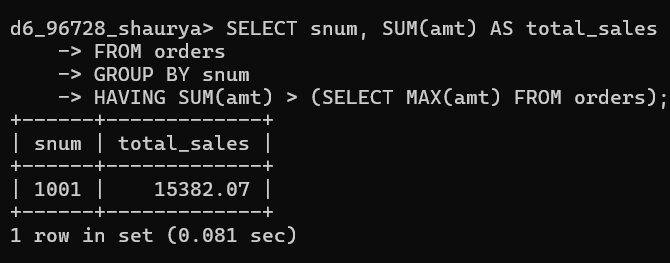 d6_96728_shaurya> SELECT snum, SUM(amt) AS total_sales
    -> FROM orders
    -> GROUP BY snum
    -> HAVING SUM(amt) > (SELECT MAX(amt) FROM orders);
+------+-------------+
| snum | total_sales |
+------+-------------+
| 1001 |    15382.07 |
+------+-------------+
1 row in set (0.081 sec)